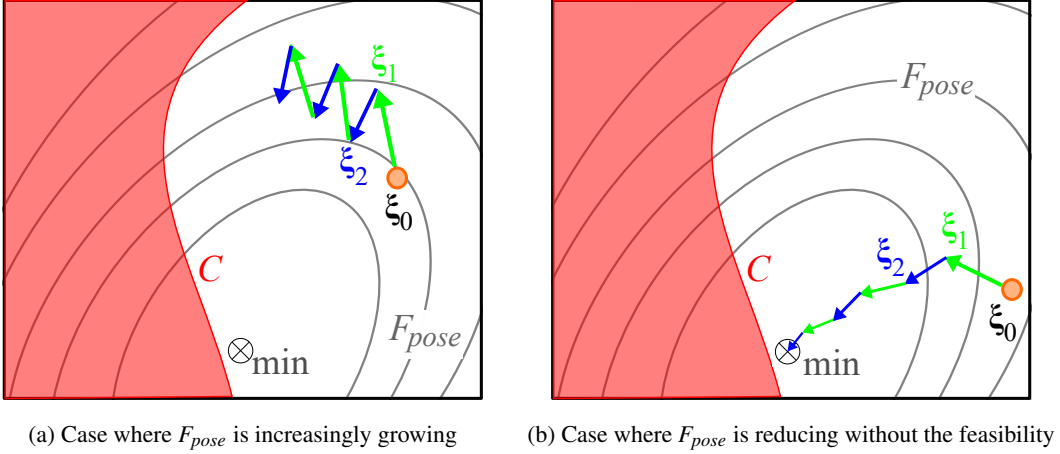 ξ1
ξ2
ξ0
C
Fpose
min
Fpose
ξ1
ξ2
C
ξ0
min
(a) Case where Fpose is increasingly growing
(b) Case where Fpose is reducing without the feasibility